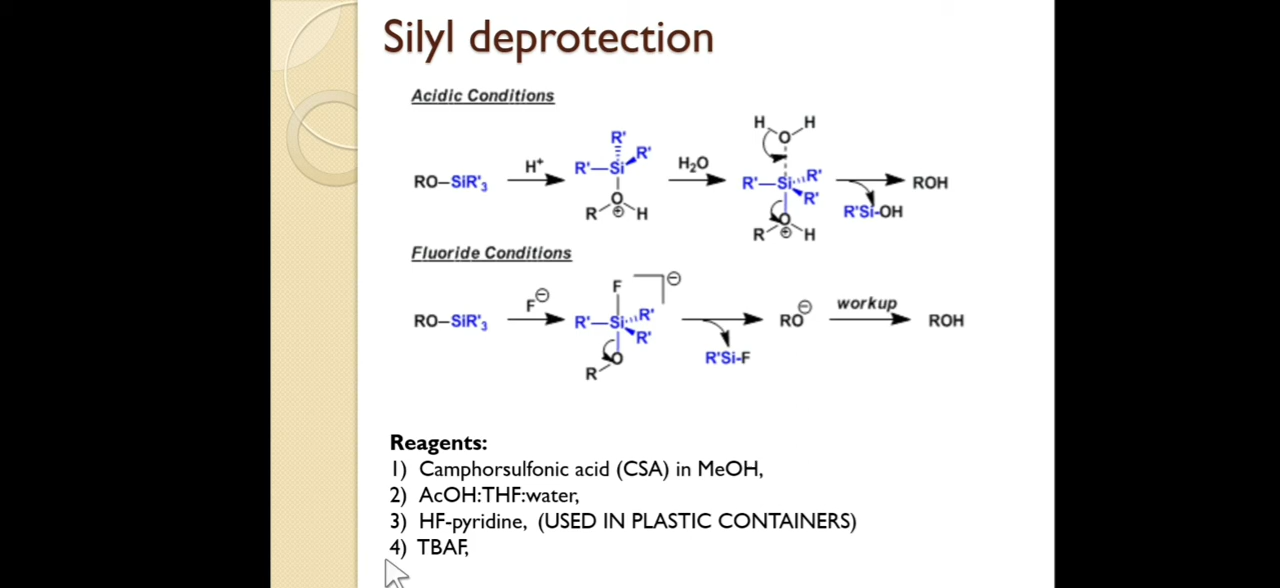 Silyl deprotection
Acidic Conditions
RO–SiR'₃
H⁺
R'
R'
R'–Si
O
R
⊕
H
H₂O
H
O
H
R'–Si
R'
R'
O
R
⊕
H
R'Si-OH
ROH
Fluoride Conditions
RO–SiR'₃
F⊖
F
⊖
R'–Si
R'
R'
O
R
R'Si-F
RO⊖
workup
ROH
Reagents:
1) Camphorsulfonic acid (CSA) in MeOH,
2) AcOH:THF:water,
3) HF-pyridine, (USED IN PLASTIC CONTAINERS)
4) TBAF,